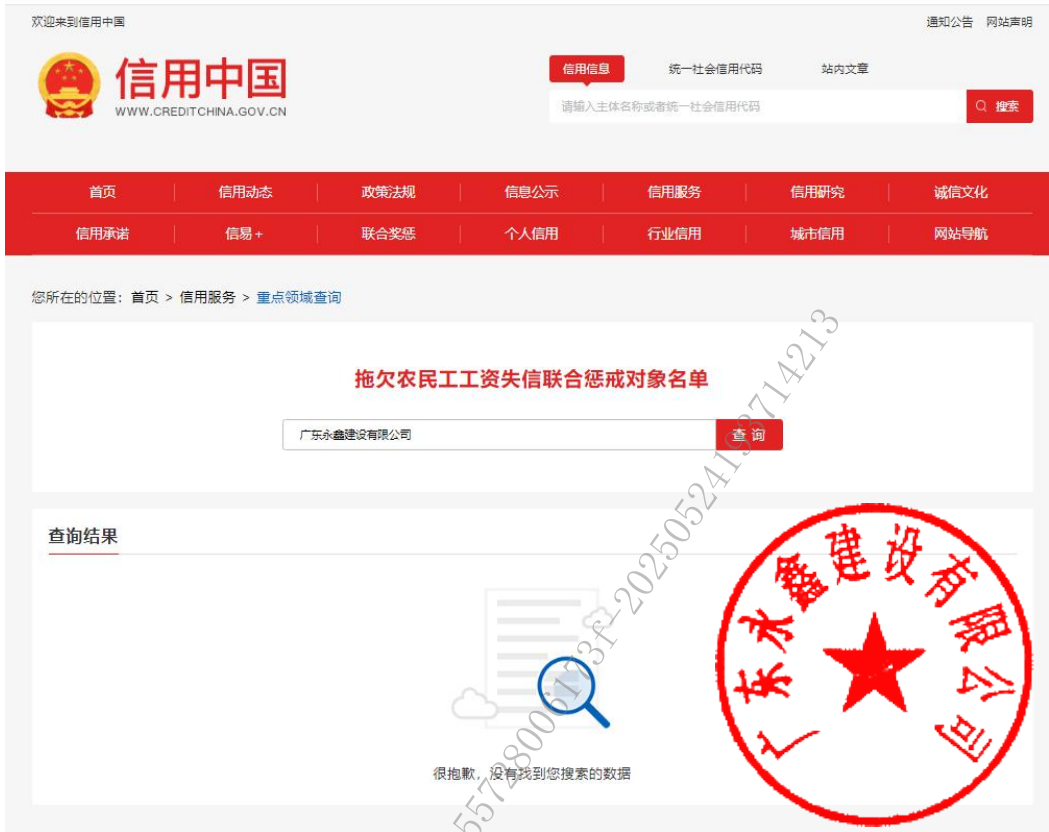 欢迎来到信用中国
通知公告 网站声明
信用中国
WWW.CREDITCHINA.GOV.CN
信用信息 统一社会信用代码 站内文章
请输入主体名称或者统一社会信用代码 搜索
首页 信用动态 政策法规 信息公示 信用服务 信用研究 诚信文化
信用承诺 信易+ 联合奖惩 个人信用 行业信用 城市信用 网站导航
您所在的位置：首页 > 信用服务 > 重点领域查询
拖欠农民工工资失信联合惩戒对象名单
广东永鑫建设有限公司 查 询
查询结果
广东永鑫建设有限公司
很抱歉，没有找到您搜索的数据